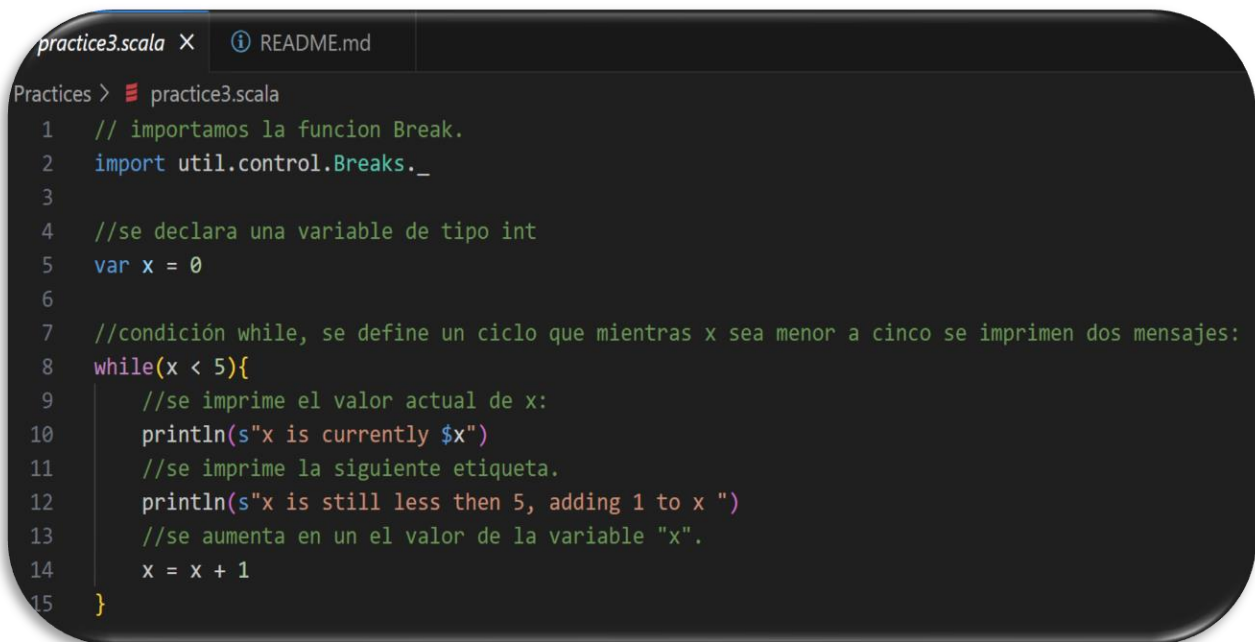 practice3.scala × README.md
Practices > practice3.scala
1 // importamos la funcion Break.
2 import util.control.Breaks._
3
4 //se declara una variable de tipo int
5 var x = 0
6
7 //condición while, se define un ciclo que mientras x sea menor a cinco se imprimen dos mensajes:
8 while(x < 5){
9 //se imprime el valor actual de x:
10 println(s"x is currently $x")
11 //se imprime la siguiente etiqueta.
12 println(s"x is still less then 5, adding 1 to x ")
13 //se aumenta en un el valor de la variable "x".
14 x = x + 1
15 }